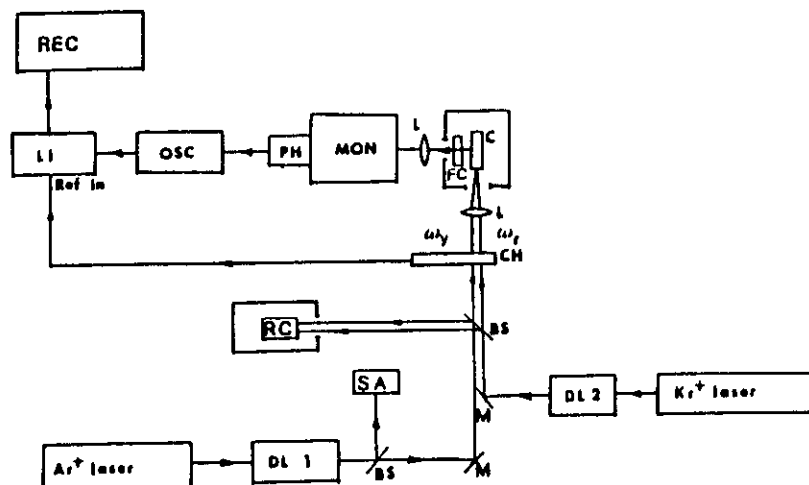 REC
L
C
LI
OSC
PH
MON
FC
Ref in
L
ωy
ωr
CH
RC
BS
SA
M
DL 2
Kr+ laser
Ar+ laser
DL 1
BS
M